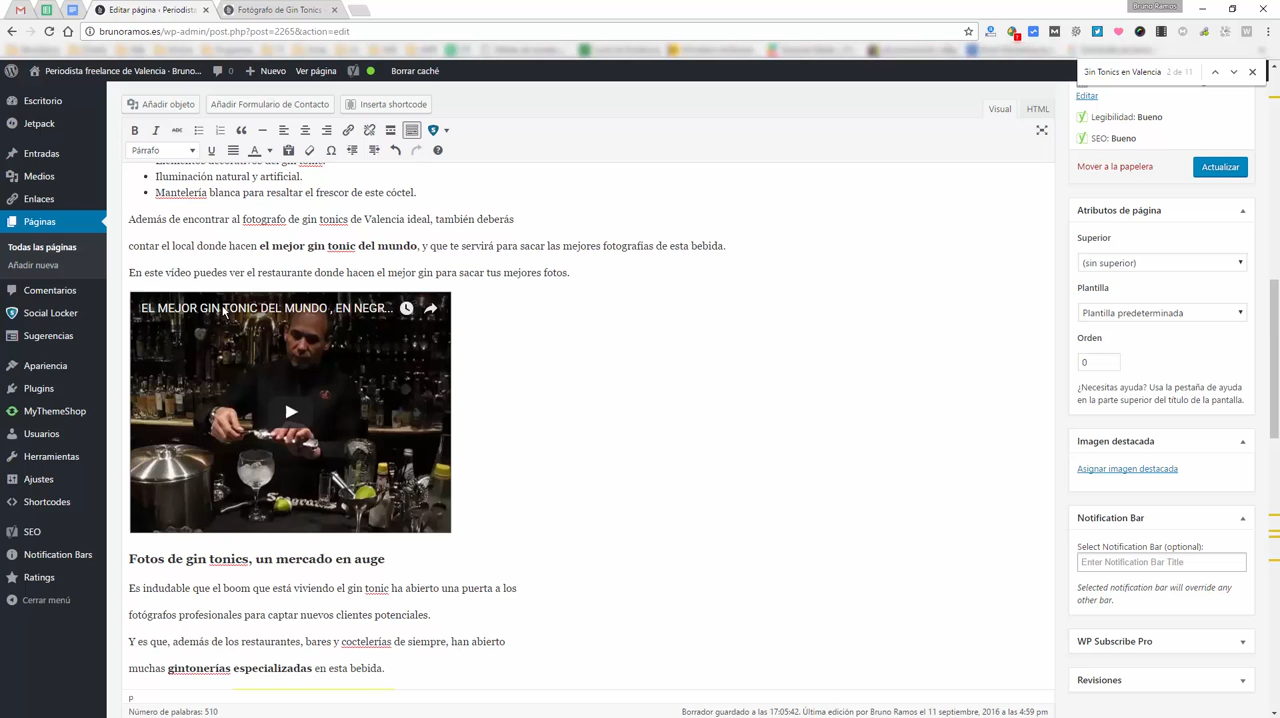 Bruno Ramos
Editar página ‹ Periodista
Fotógrafo de Gin Tonics
brunoramos.es/wp-admin/post.php?post=2265&action=edit
Periodista freelance de Valencia · Bruno...
0
Nuevo
Ver página
Borrar caché
Gin Tonics en Valencia
2 de 11
Escritorio
Jetpack
Entradas
Medios
Enlaces
Páginas
Todas las páginas
Añadir nueva
Comentarios
Social Locker
Sugerencias
Apariencia
Plugins
MyThemeShop
Usuarios
Herramientas
Ajustes
Shortcodes
SEO
Notification Bars
Ratings
Cerrar menú
Añadir objeto
Añadir Formulario de Contacto
Inserta shortcode
Visual
HTML
ABC
Párrafo
Elementos decorativos del gin tonic.
Iluminación natural y artificial.
Mantelería blanca para resaltar el frescor de este cóctel.
Además de encontrar al fotografo de gin tonics de Valencia ideal, también deberás
contar el local donde hacen el mejor gin tonic del mundo, y que te servirá para sacar las mejores fotografías de esta bebida.
En este vídeo puedes ver el restaurante donde hacen el mejor gin para sacar tus mejores fotos.
EL MEJOR GIN TONIC DEL MUNDO , EN NEGR...
Fotos de gin tonics, un mercado en auge
Es indudable que el boom que está viviendo el gin tonic ha abierto una puerta a los
fotógrafos profesionales para captar nuevos clientes potenciales.
Y es que, además de los restaurantes, bares y coctelerías de siempre, han abierto
muchas gintonerías especializadas en esta bebida.
p
Número de palabras: 510
Borrador guardado a las 17:05:42. Última edición por Bruno Ramos el 11 septiembre, 2016 a las 4:59 pm
Editar
Legibilidad: Bueno
SEO: Bueno
Mover a la papelera
Actualizar
Atributos de página
Superior
(sin superior)
Plantilla
Plantilla predeterminada
Orden
0
¿Necesitas ayuda? Usa la pestaña de ayuda
en la parte superior del título de la pantalla.
Imagen destacada
Asignar imagen destacada
Notification Bar
Select Notification Bar (optional):
Enter Notification Bar Title
Selected notification bar will override any
other bar.
WP Subscribe Pro
Revisiones